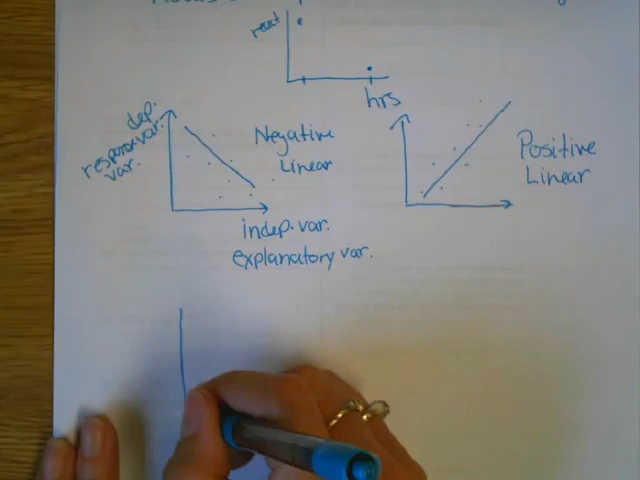 react
hrs
dep.
response var.
var.
Negative
Linear
indep. var.
explanatory var.
Positive
Linear